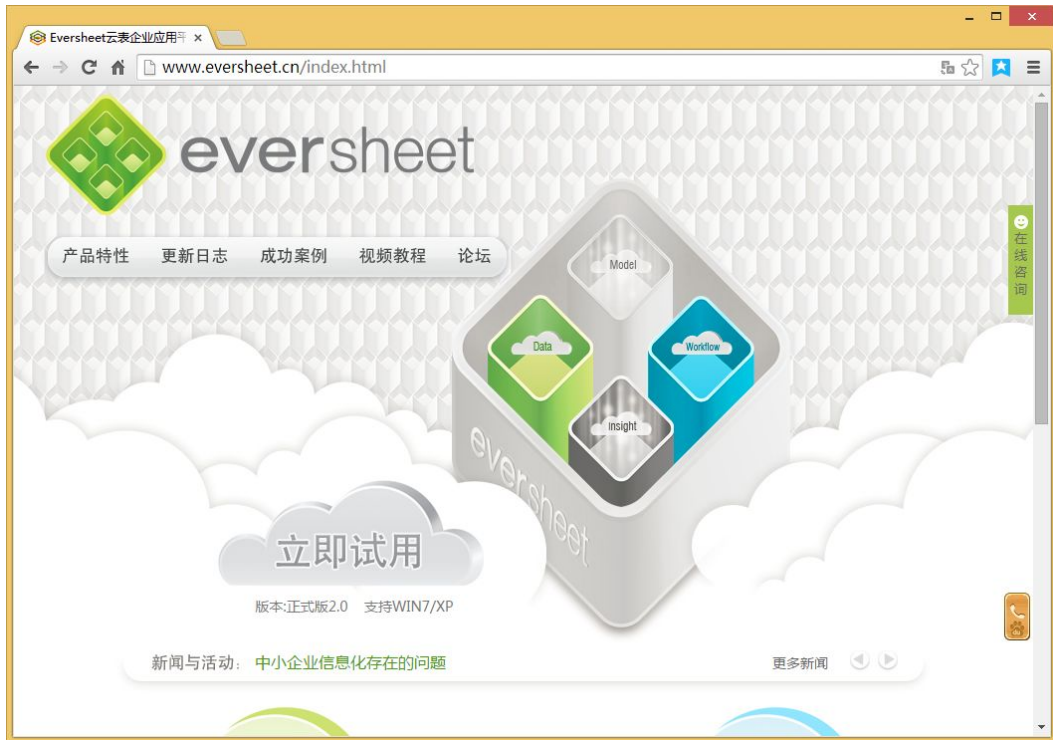 Eversheet云表企业应用平
www.eversheet.cn/index.html
eversheet
产品特性 更新日志 成功案例 视频教程 论坛
Model
Data
Workflow
Insight
eversheet
在线咨询
立即试用
版本:正式版2.0 支持WIN7/XP
du
新闻与活动: 中小企业信息化存在的问题 更多新闻